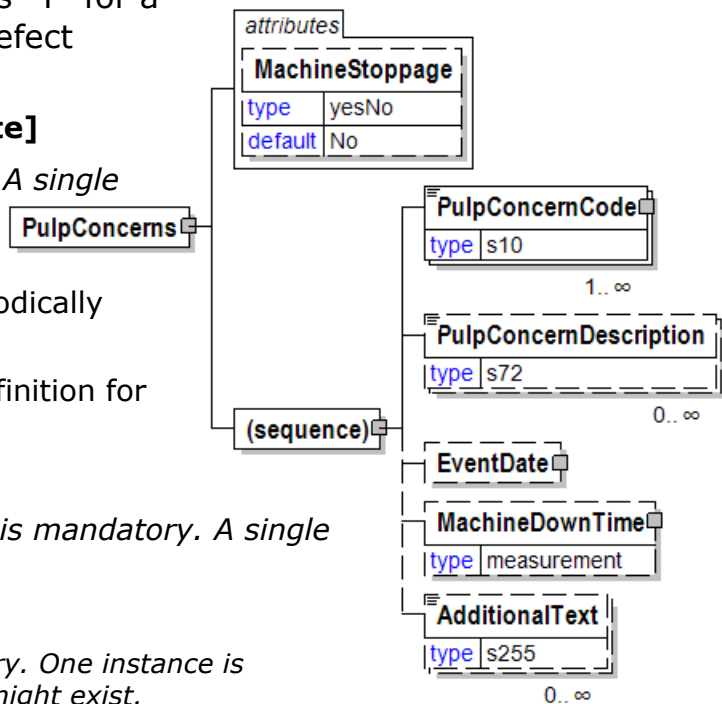 for a
efect
te]
A single
odically
finition for
is mandatory. A single
ry. One instance is
might exist.
attributes
MachineStoppage
type yesNo
default No
PulpConcerns
(sequence)
PulpConcernCode
type s10
1.. ∞
PulpConcernDescription
type s72
0.. ∞
EventDate
MachineDownTime
type measurement
AdditionalText
type s255
0.. ∞